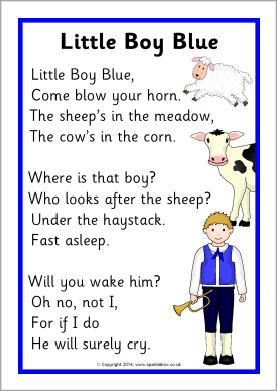 Little Boy Blue
Little Boy Blue,
Come blow your horn.
The sheep's in the meadow,
The cow's in the corn.
Where is that boy?
Who looks after the sheep?
Under the haystack.
Fast asleep.
Will you wake him?
Oh no, not I,
For if I do
He will surely cry.
© Copyright 2014, www.sparklebox.co.uk